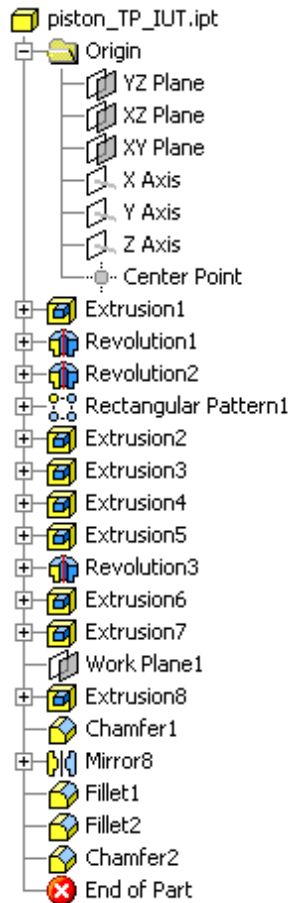 piston_TP_IUT.ipt
Origin
YZ Plane
XZ Plane
XY Plane
X Axis
Y Axis
Z Axis
Center Point
Extrusion1
Revolution1
Revolution2
Rectangular Pattern1
Extrusion2
Extrusion3
Extrusion4
Extrusion5
Revolution3
Extrusion6
Extrusion7
Work Plane1
Extrusion8
Chamfer1
Mirror8
Fillet1
Fillet2
Chamfer2
End of Part